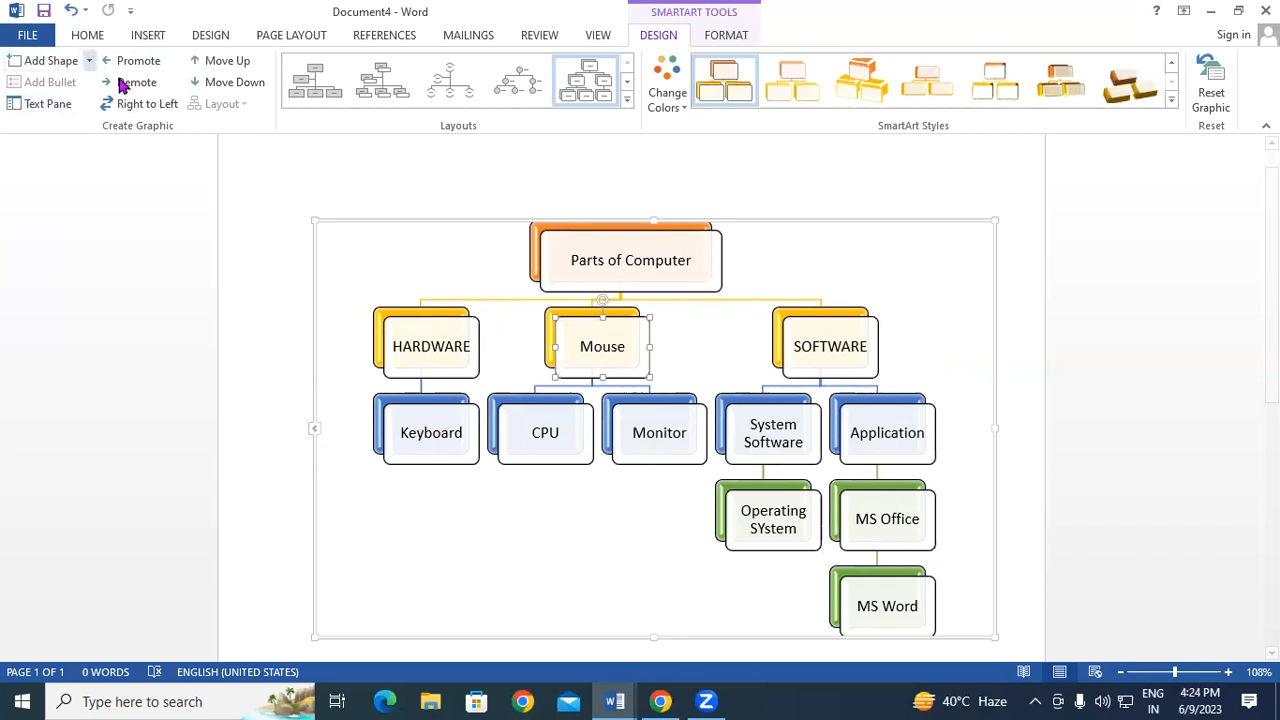 Document4 - Word
SMARTART TOOLS
?
FILE
HOME
INSERT
DESIGN
PAGE LAYOUT
REFERENCES
MAILINGS
REVIEW
VIEW
DESIGN
FORMAT
Sign in
Add Shape
Promote
Move Up
Add Bullet
Demote
Move Down
Text Pane
Right to Left
Layout
Change
Colors
Reset
Graphic
Create Graphic
Layouts
SmartArt Styles
Reset
Parts of Computer
HARDWARE
Mouse
SOFTWARE
Keyboard
CPU
Monitor
System
Software
Application
Operating
SYstem
MS Office
MS Word
PAGE 1 OF 1
0 WORDS
ENGLISH (UNITED STATES)
108%
Type here to search
40°C Haze
ENG
IN
4:24 PM
6/9/2023